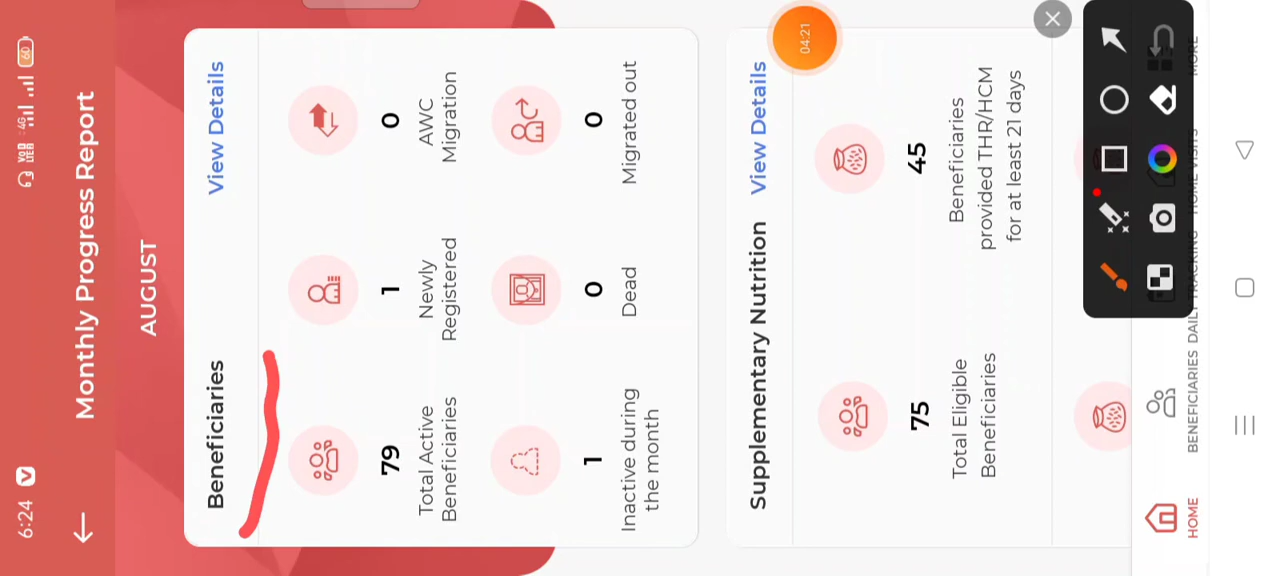 6:24
4G
60
Monthly Progress Report
AUGUST
Beneficiaries View Details
79
Total Active
Beneficiaries
1
Newly
Registered
0
AWC
Migration
1
Inactive during
the month
0
Dead
0
Migrated out
Supplementary Nutrition View Details
75
Total Eligible
Beneficiaries
45
Beneficiaries
provided THR/HCM
for at least 21 days
04:21
HOME BENEFICIARIES DAILY TRACKING HOME VISITS MORE